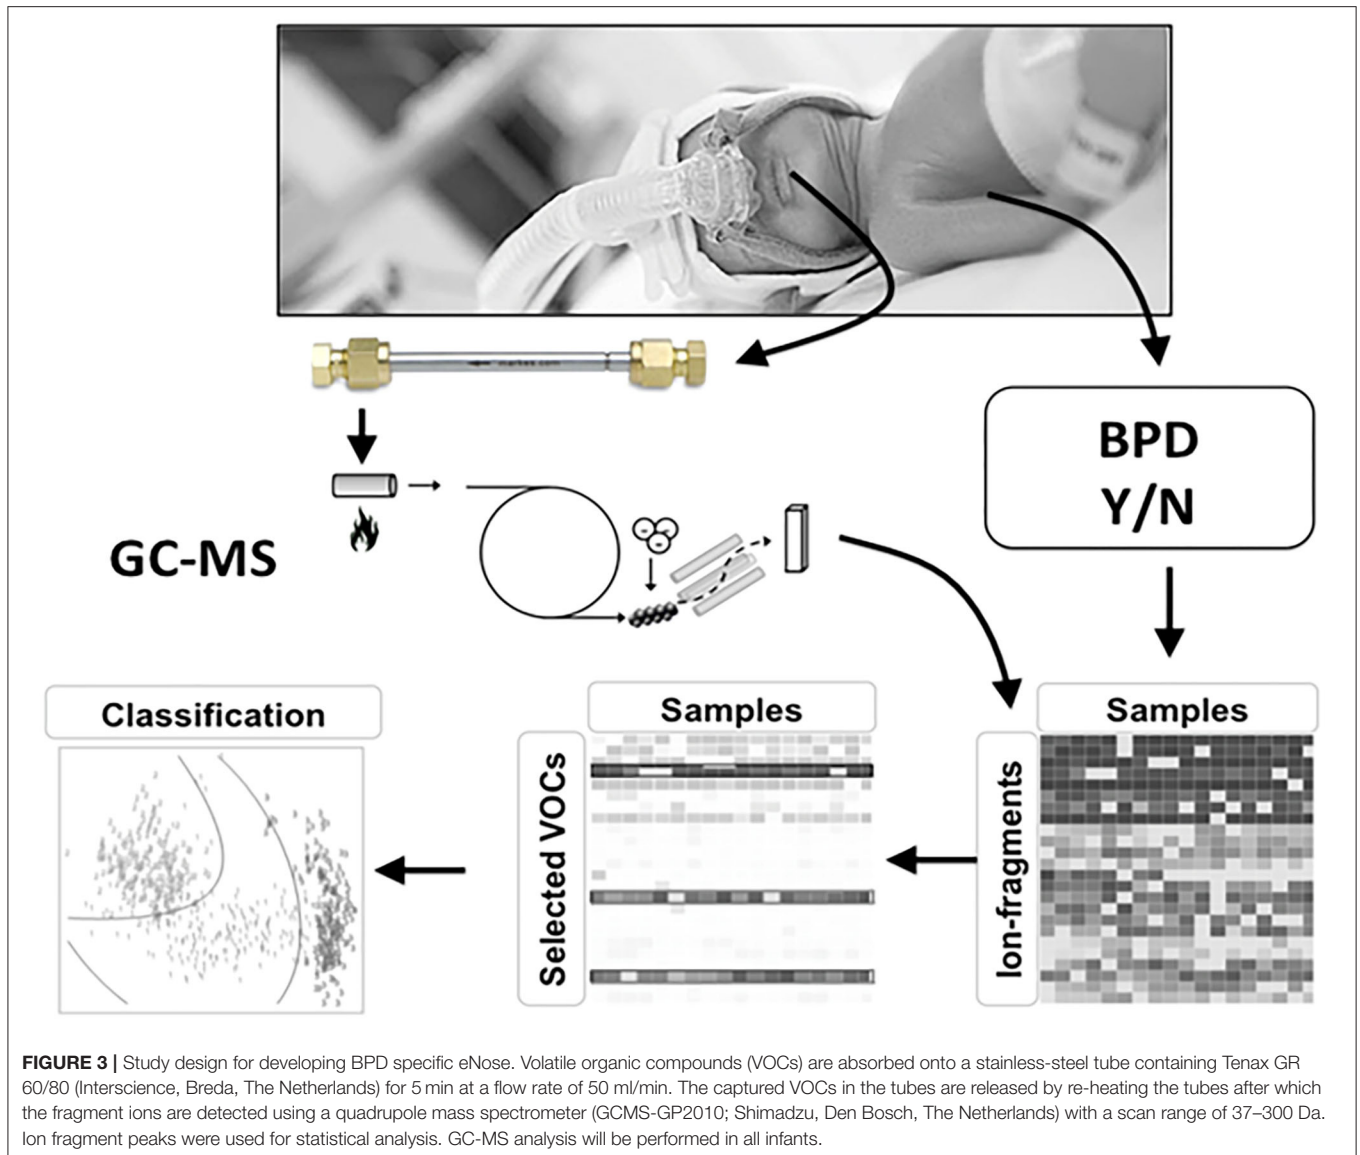 markes.com
BPD
Y/N
GC-MS
Classification
Samples
Samples
Selected VOCs
Ion-fragments
FIGURE 3 | Study design for developing BPD specific eNose. Volatile organic compounds (VOCs) are absorbed onto a stainless-steel tube containing Tenax GR
60/80 (Interscience, Breda, The Netherlands) for 5 min at a flow rate of 50 ml/min. The captured VOCs in the tubes are released by re-heating the tubes after which
the fragment ions are detected using a quadrupole mass spectrometer (GCMS-GP2010; Shimadzu, Den Bosch, The Netherlands) with a scan range of 37–300 Da.
Ion fragment peaks were used for statistical analysis. GC-MS analysis will be performed in all infants.